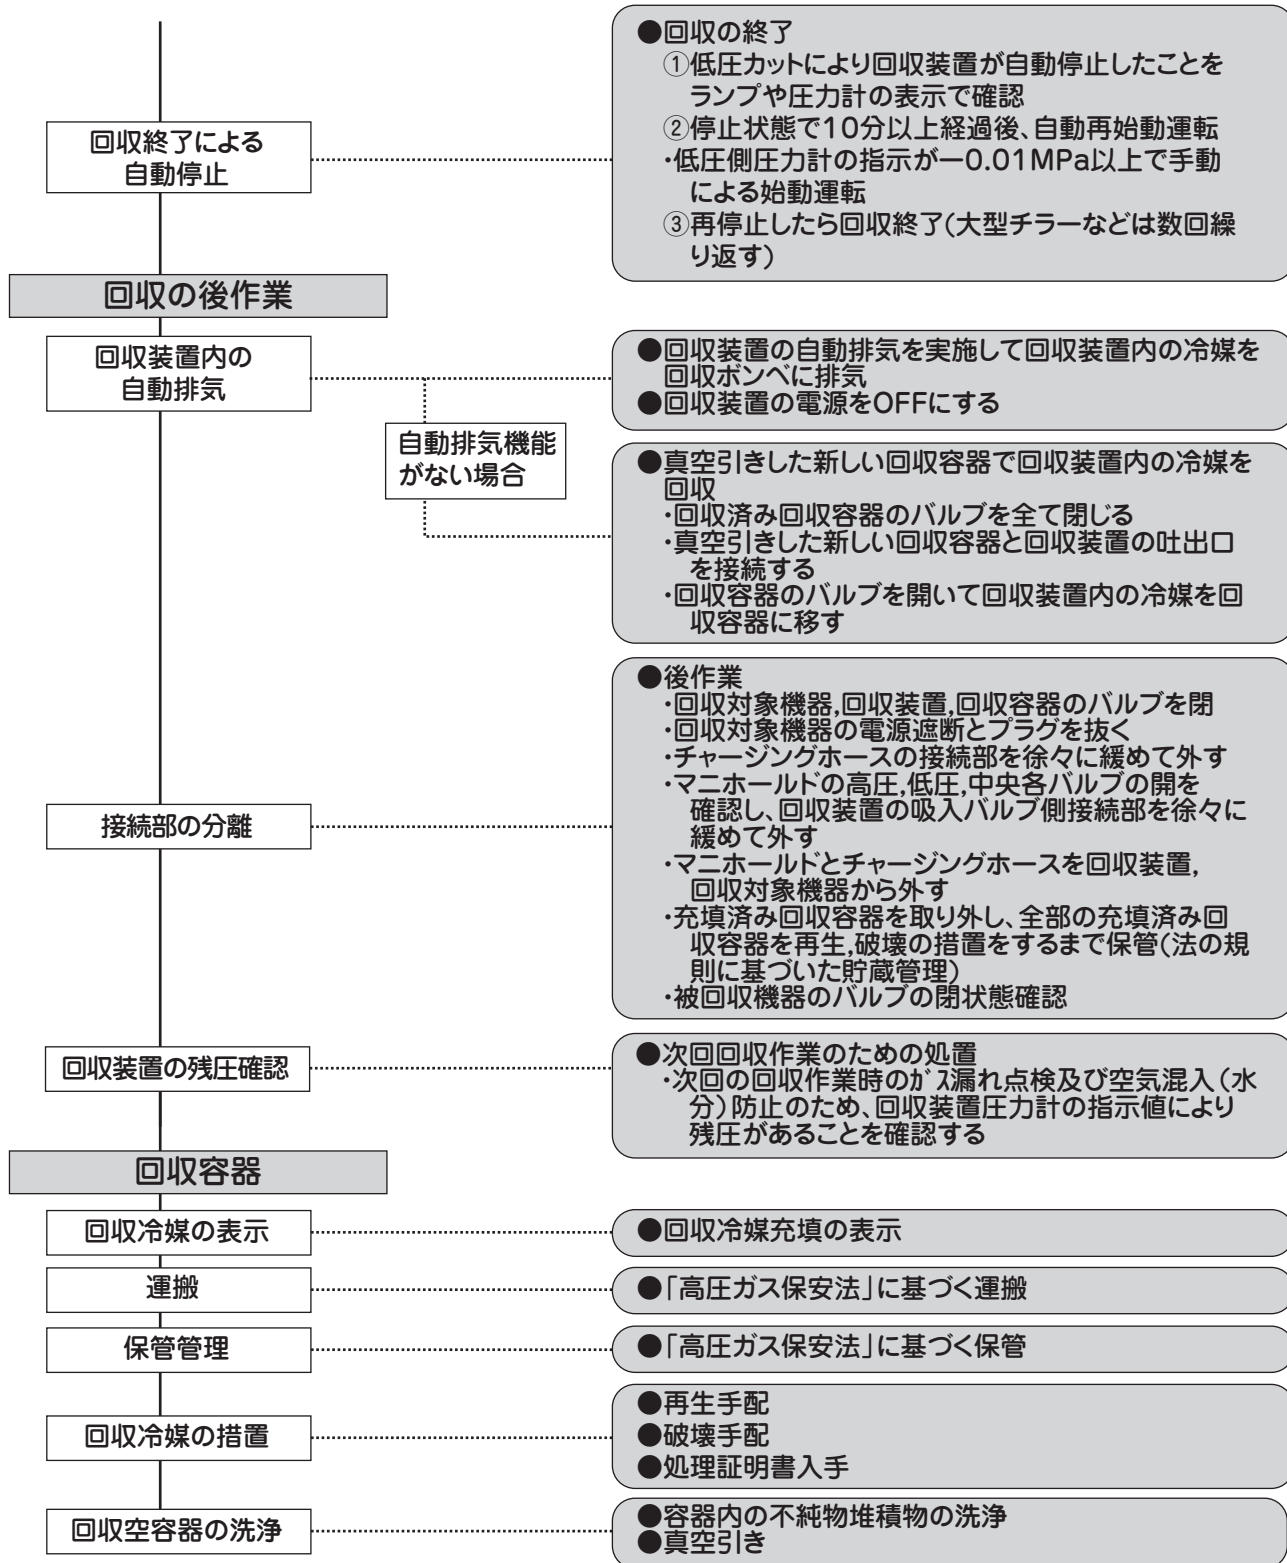 ●回収の終了
①低圧カットにより回収装置が自動停止したことを
ランプや圧力計の表示で確認
②停止状態で10分以上経過後、自動再始動運転
・低圧側圧力計の指示がー0.01MPa以上で手動
による始動運転
③再停止したら回収終了(大型チラーなどは数回繰
り返す)
回収終了による
自動停止
回収の後作業
回収装置内の
自動排気
●回収装置の自動排気を実施して回収装置内の冷媒を
回収ボンベに排気
●回収装置の電源をOFFにする
自動排気機能
がない場合
●真空引きした新しい回収容器で回収装置内の冷媒を
回収
・回収済み回収容器のバルブを全て閉じる
・真空引きした新しい回収容器と回収装置の吐出口
を接続する
・回収容器のバルブを開いて回収装置内の冷媒を回
収容器に移す
接続部の分離
●後作業
・回収対象機器,回収装置,回収容器のバルブを閉
・回収対象機器の電源遮断とプラグを抜く
・チャージングホースの接続部を徐々に緩めて外す
・マニホールドの高圧,低圧,中央各バルブの開を
確認し、回収装置の吸入バルブ側接続部を徐々に
緩めて外す
・マニホールドとチャージングホースを回収装置,
回収対象機器から外す
・充填済み回収容器を取り外し、全部の充填済み回
収容器を再生,破壊の措置をするまで保管(法の規
則に基づいた貯蔵管理)
・被回収機器のバルブの閉状態確認
回収装置の残圧確認
●次回回収作業のための処置
・次回の回収作業時のガス漏れ点検及び空気混入(水
分)防止のため、回収装置圧力計の指示値により
残圧があることを確認する
回収容器
回収冷媒の表示
●回収冷媒充填の表示
運搬
●「高圧ガス保安法」に基づく運搬
保管管理
●「高圧ガス保安法」に基づく保管
回収冷媒の措置
●再生手配
●破壊手配
●処理証明書入手
回収空容器の洗浄
●容器内の不純物堆積物の洗浄
●真空引き